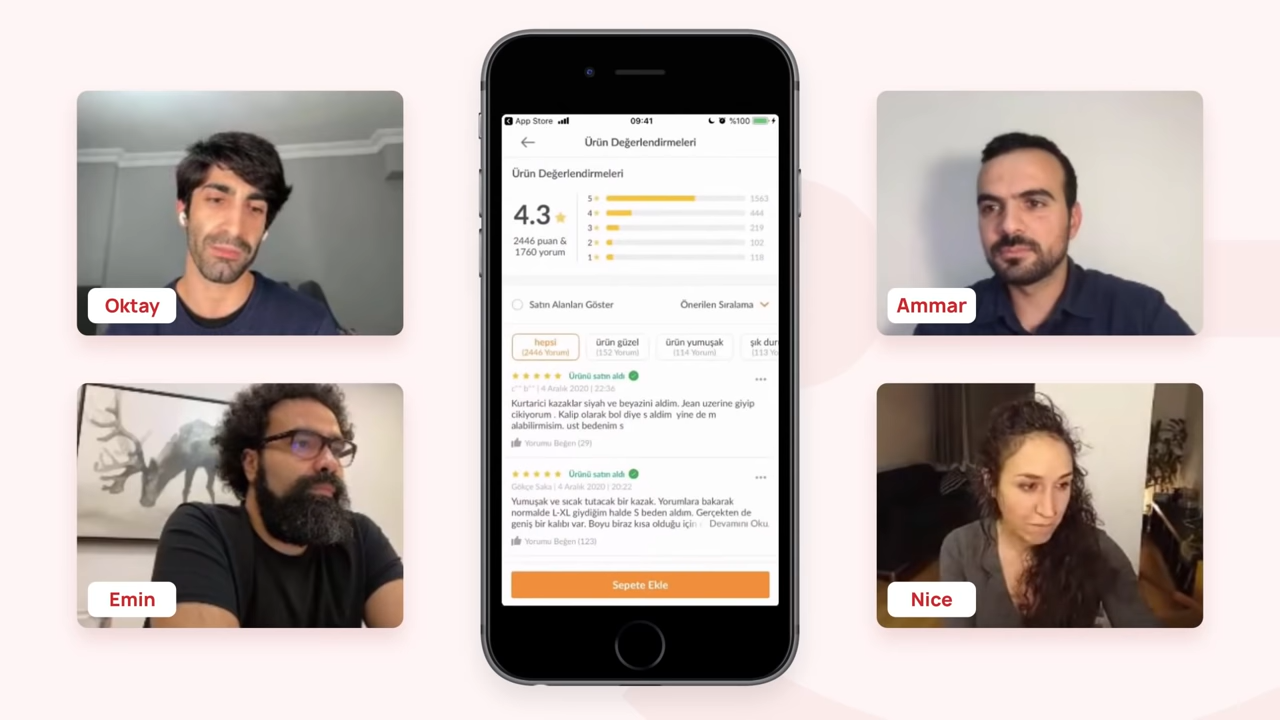 Oktay
Emin
App Store
09:41
%100
Ürün Değerlendirmeleri
Ürün Değerlendirmeleri
4.3
2446 puan &
1760 yorum
5 1563
4 444
3 219
2 102
1 118
Satın Alanları Göster
Önerilen Sıralama
hepsi
(2446 Yorum)
ürün güzel
(152 Yorum)
ürün yumuşak
(114 Yorum)
şık dur
(113 Yo
Ürünü satın aldı
c** b** | 4 Aralık 2020 | 22:36
Kurtarici kazaklar siyah ve beyazini aldim. Jean uzerine giyip
cikiyorum . Kalip olarak bol diye s aldim yine de m
alabilirmisim. ust bedenim s
Yorumu Beğen (29)
Ürünü satın aldı
Gökçe Saka | 4 Aralık 2020 | 20:22
Yumuşak ve sıcak tutacak bir kazak. Yorumlara bakarak
normalde L-XL giydiğim halde S beden aldım. Gerçekten de
geniş bir kalıbı var. Boyu biraz kısa olduğu için Devamını Oku.
Yorumu Beğen (123)
Sepete Ekle
Ammar
Nice